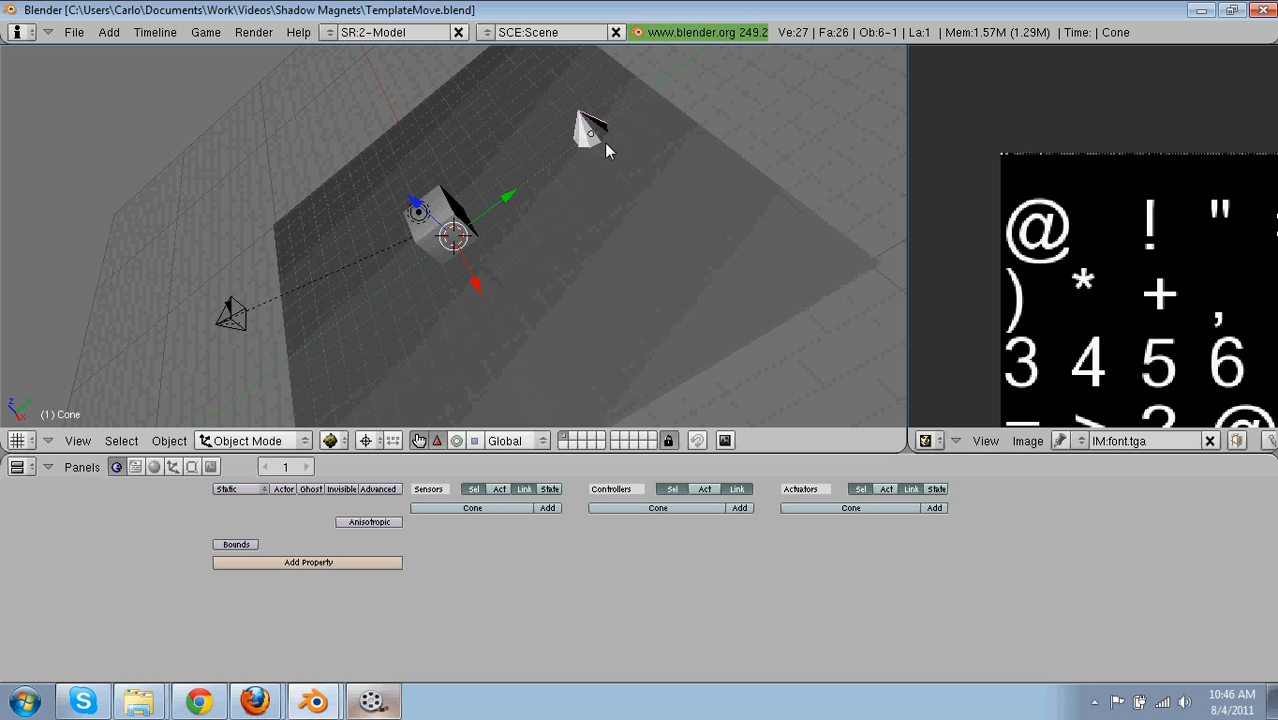 Blender [C:\Users\Carlo\Documents\Work\Videos\Shadow Magnets\TemplateMove.blend]
File Add Timeline Game Render Help SR:2-Model SCE:Scene www.blender.org 249.2 Ve:27 | Fa:26 | Ob:6-1 | La:1 | Mem:1.57M (1.29M) | Time: | Cone
@ ! "
) * + ,
3 4 5 6
= > ? @
z
x
(1) Cone
View Select Object Object Mode Global
View Image IM:font.tga
Panels 1
Static Actor Ghost Invisible Advanced Sensors Sel Act Link State Controllers Sel Act Link Actuators Sel Act Link State
Cone Add Cone Add Cone Add
Anisotropic
Bounds
Add Property
10:46 AM
8/4/2011